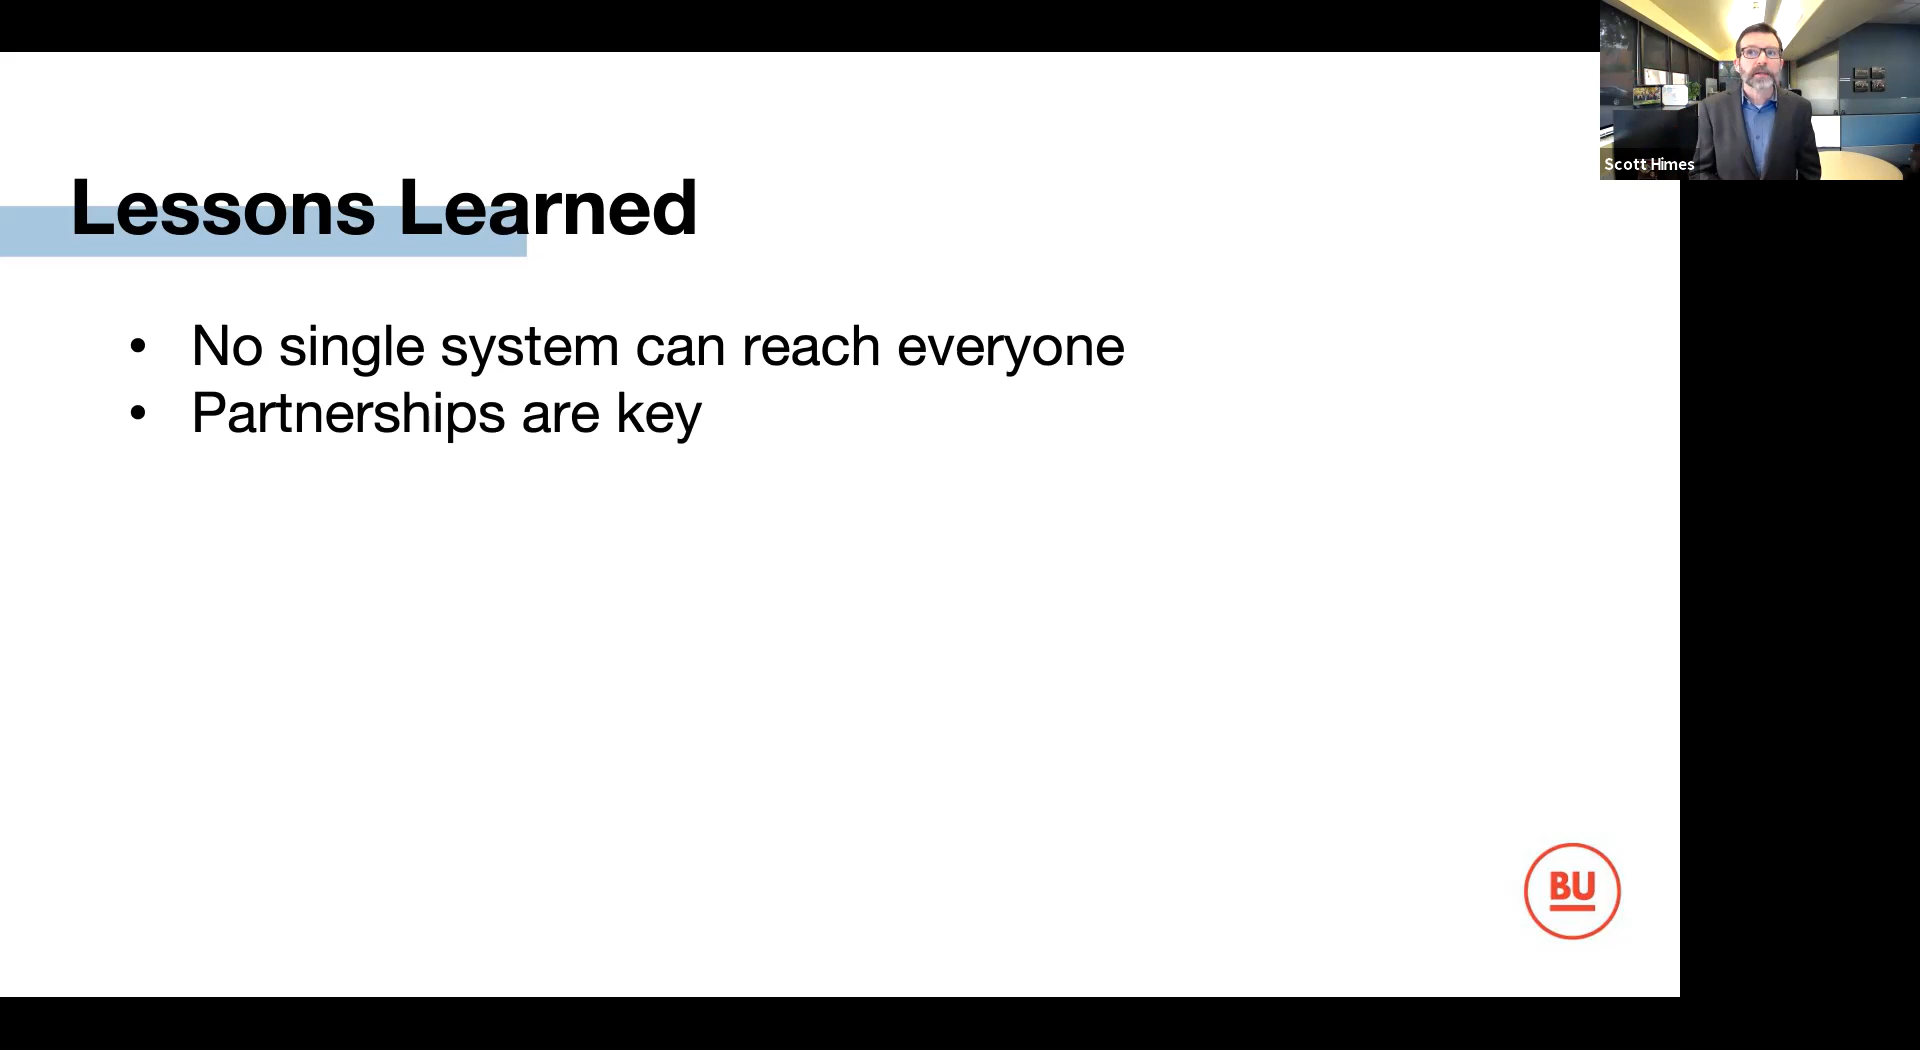 Lessons Learned
• No single system can reach everyone
• Partnerships are key
Scott Himes
BU